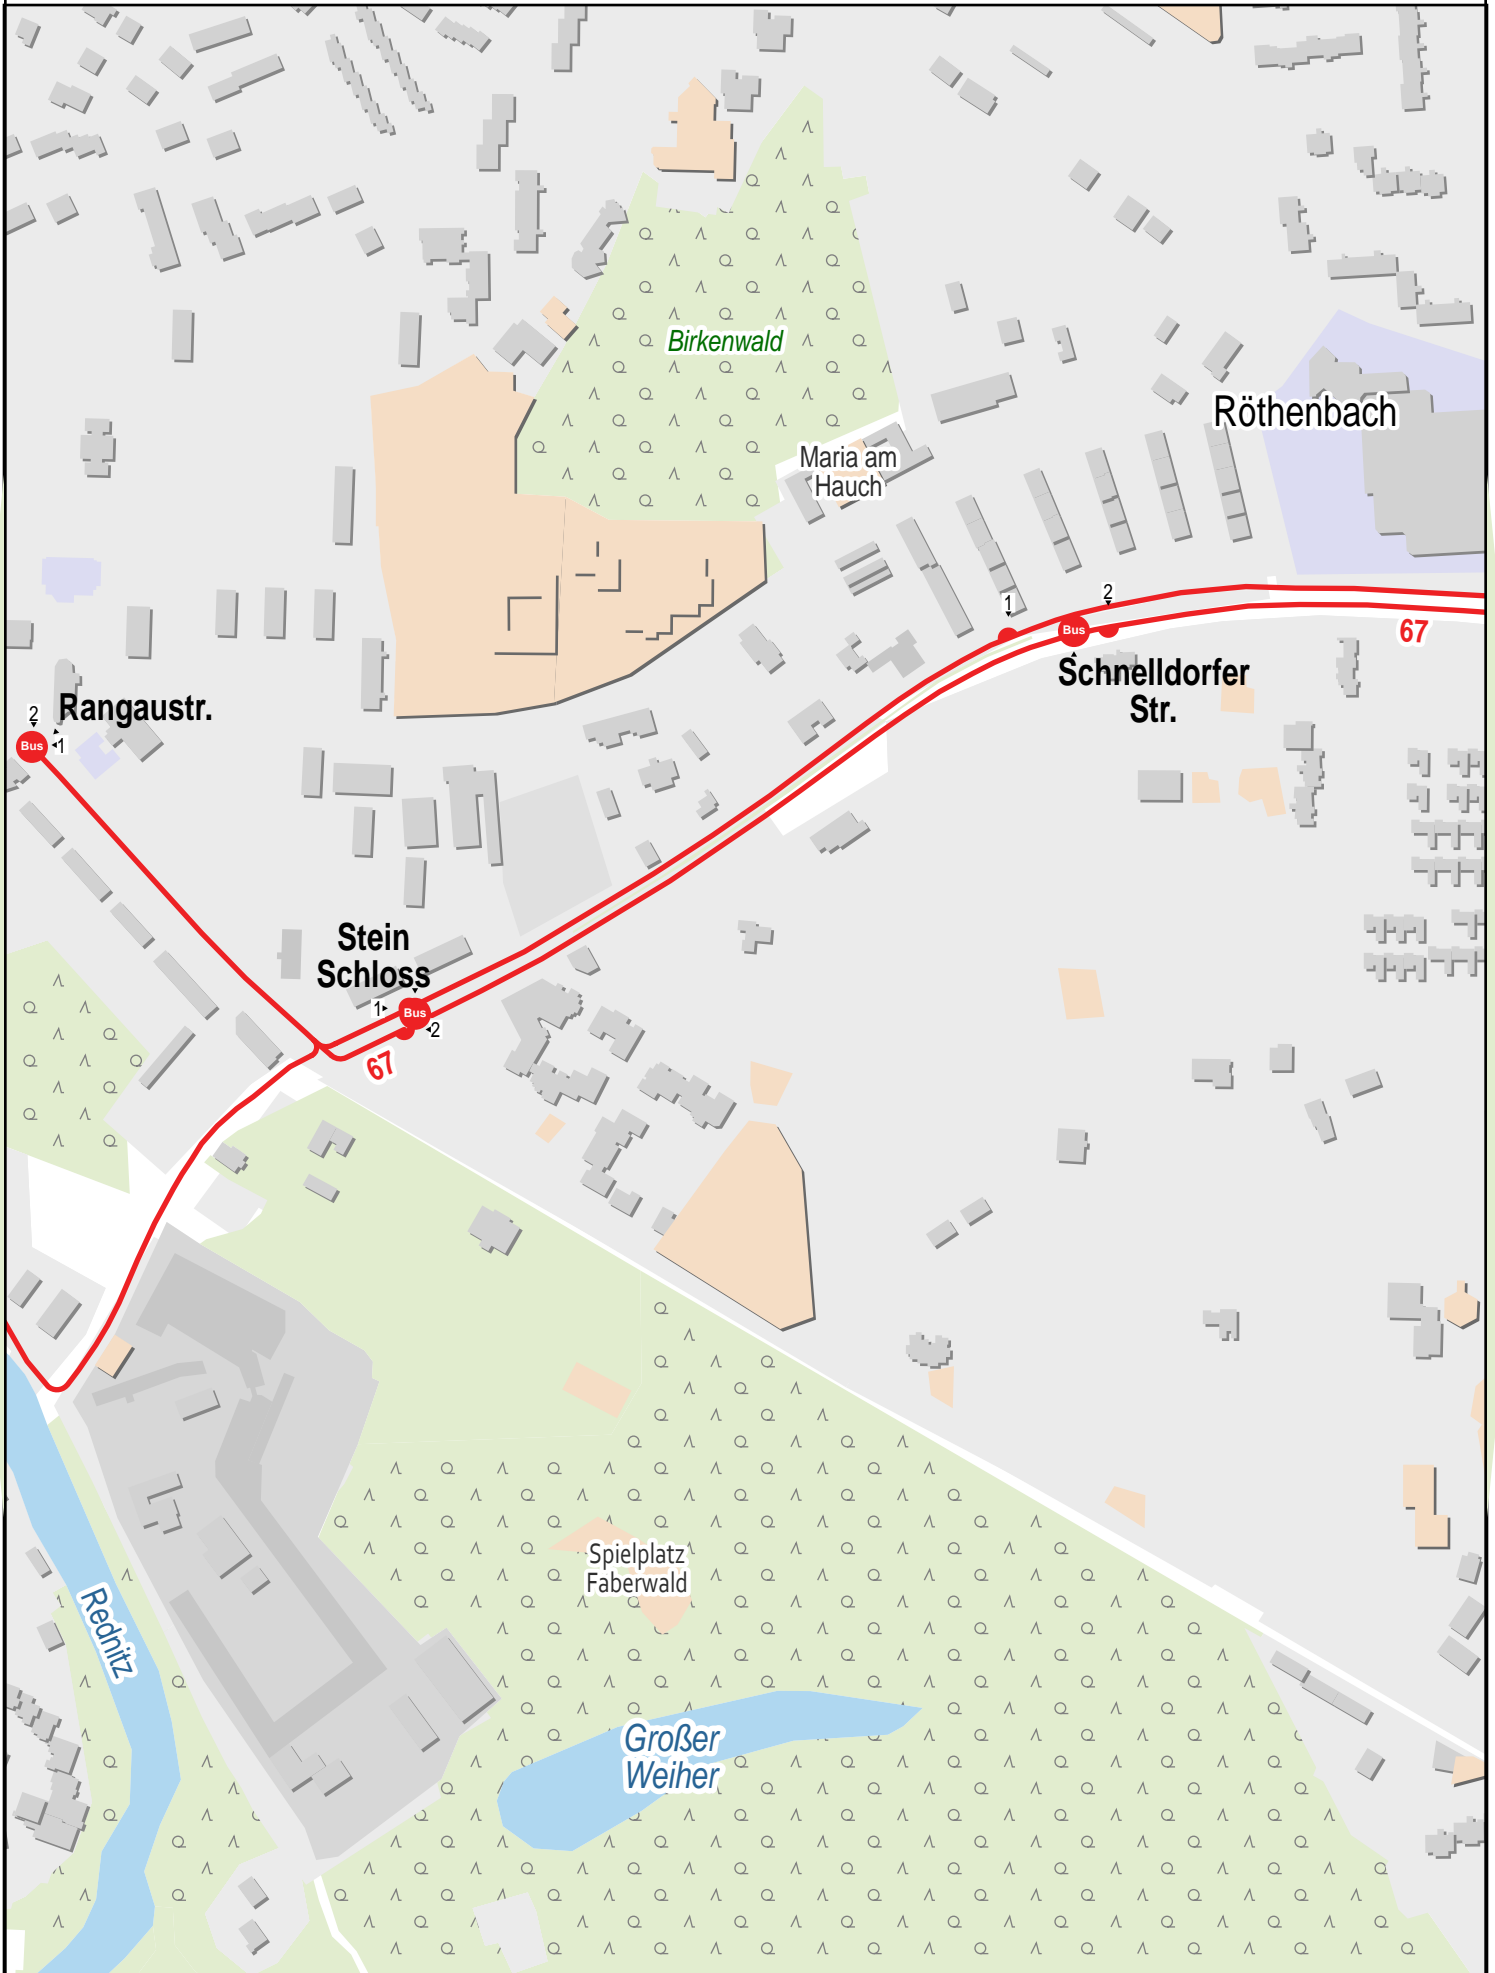 Birkenwald
Röthenbach
Maria am
Hauch
1
2
Bus
67
Schnelldorfer
Str.
Rangaustr.
2
Bus
1
Stein
Schloss
1
Bus
2
67
Spielplatz
Faberwald
Rednitz
Großer
Weiher